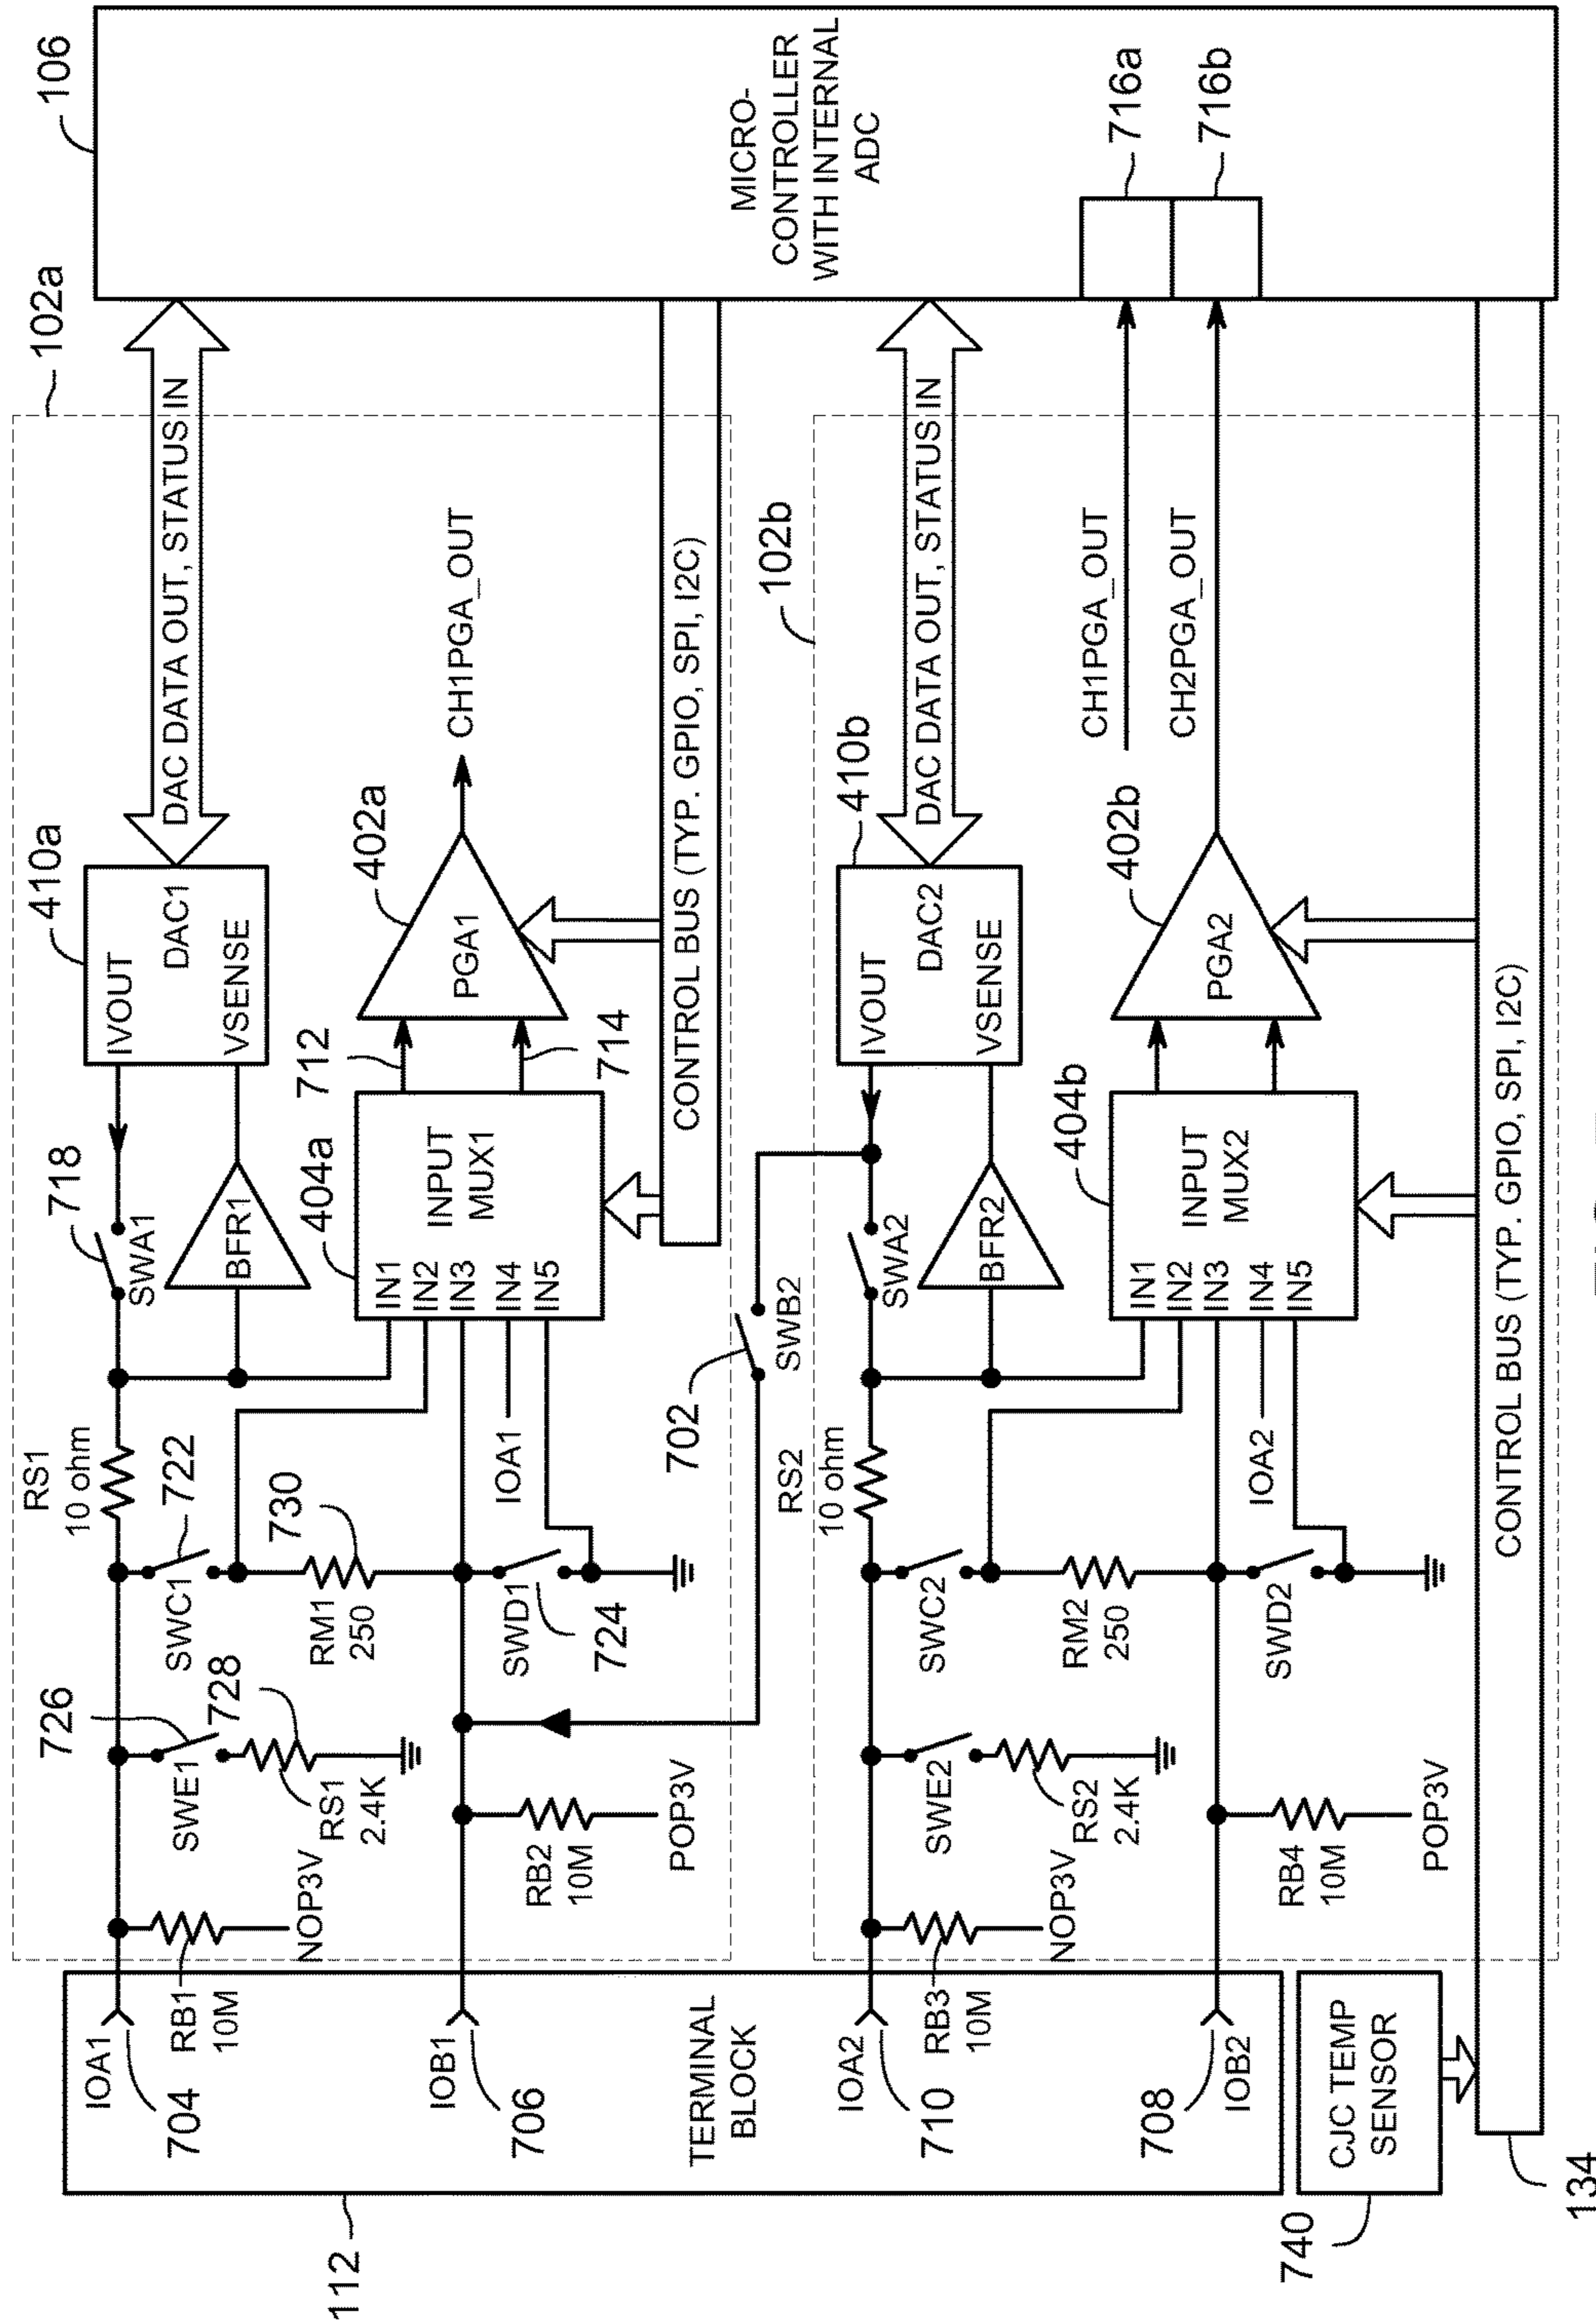 106
MICRO-
CONTROLLER
WITH INTERNAL
ADC
716a
716b
102a
DAC DATA OUT, STATUS IN
410a
IVOUT
DAC1
VSENSE
718
SWA1
BFR1
RS1
10 ohm
722
SWC1
730
RM1
250
726
SWE1
728
RS1
2.4K
NOP3V
RB1
10M
IOA1
704
402a
PGA1
CH1PGA_OUT
712
714
404a
INPUT
MUX1
IN1
IN2
IN3
IN4
IN5
IOA1
SWD1
724
RB2
10M
POP3V
IOB1
706
CONTROL BUS (TYP. GPIO, SPI, I2C)
702
SWB2
TERMINAL
BLOCK
112
102b
DAC DATA OUT, STATUS IN
410b
IVOUT
DAC2
VSENSE
SWA2
BFR2
RS2
10 ohm
SWC2
RM2
250
SWE2
RS2
2.4K
NOP3V
RB3
10M
IOA2
710
CH1PGA_OUT
CH2PGA_OUT
402b
PGA2
404b
INPUT
MUX2
IN1
IN2
IN3
IN4
IN5
IOA2
SWD2
RB4
10M
POP3V
IOB2
708
CONTROL BUS (TYP. GPIO, SPI, I2C)
CJC TEMP
SENSOR
740
134